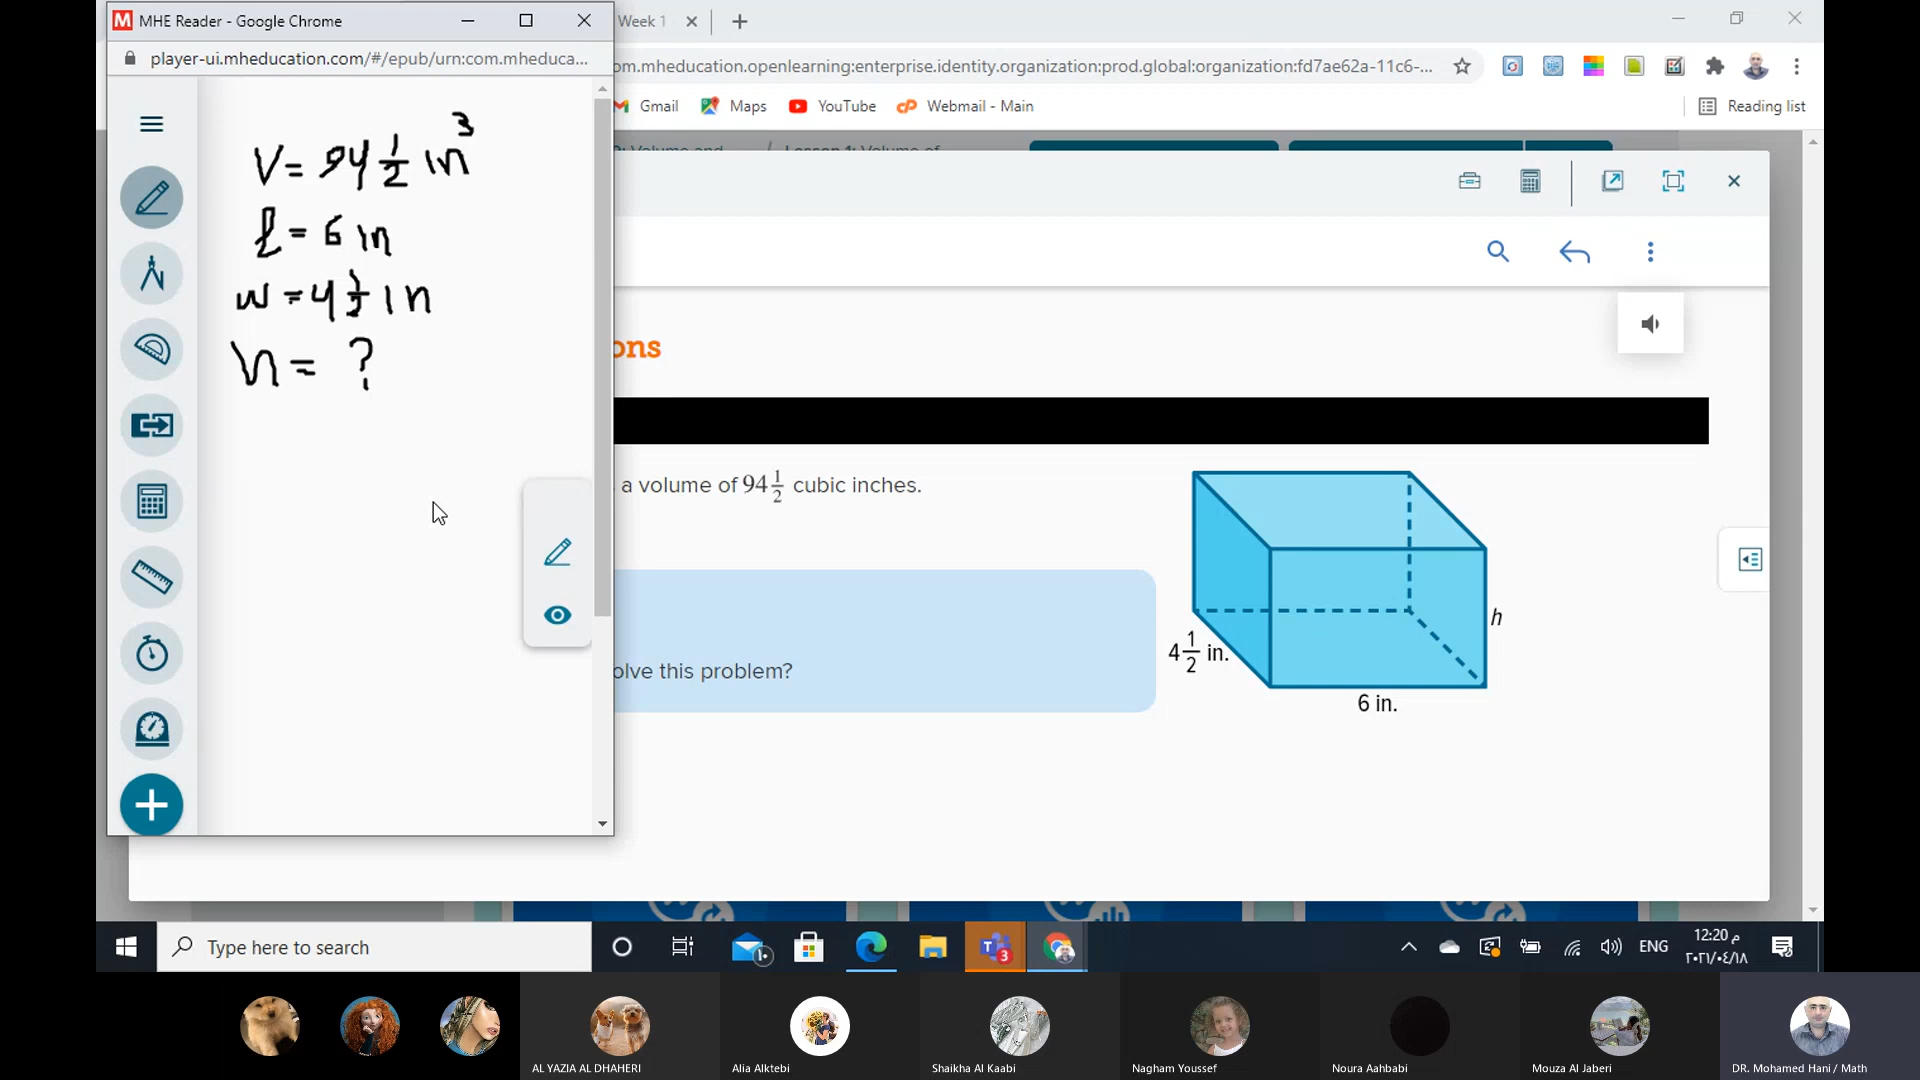 MHE Reader - Google Chrome
Week 1
player-ui.mheducation.com/#/epub/urn:com.mheduca...
om.mheducation.openlearning:enterprise.identity.organization:prod.global:organization:fd7ae62a-11c6-...
Gmail
Maps
YouTube
Webmail - Main
Reading list
V = 94 1/2 in³
ℓ = 6 in
w = 4 1/2 in
h = ?
ons
a volume of 94 1/2 cubic inches.
olve this problem?
4 1/2 in.
6 in.
h
Type here to search
3
ENG
12:20 م
٢٠٢١/٠٤/١٨
AL YAZIA AL DHAHERI
Alia Alktebi
Shaikha Al Kaabi
Nagham Youssef
Noura Aahbabi
Mouza Al Jaberi
DR. Mohamed Hani / Math